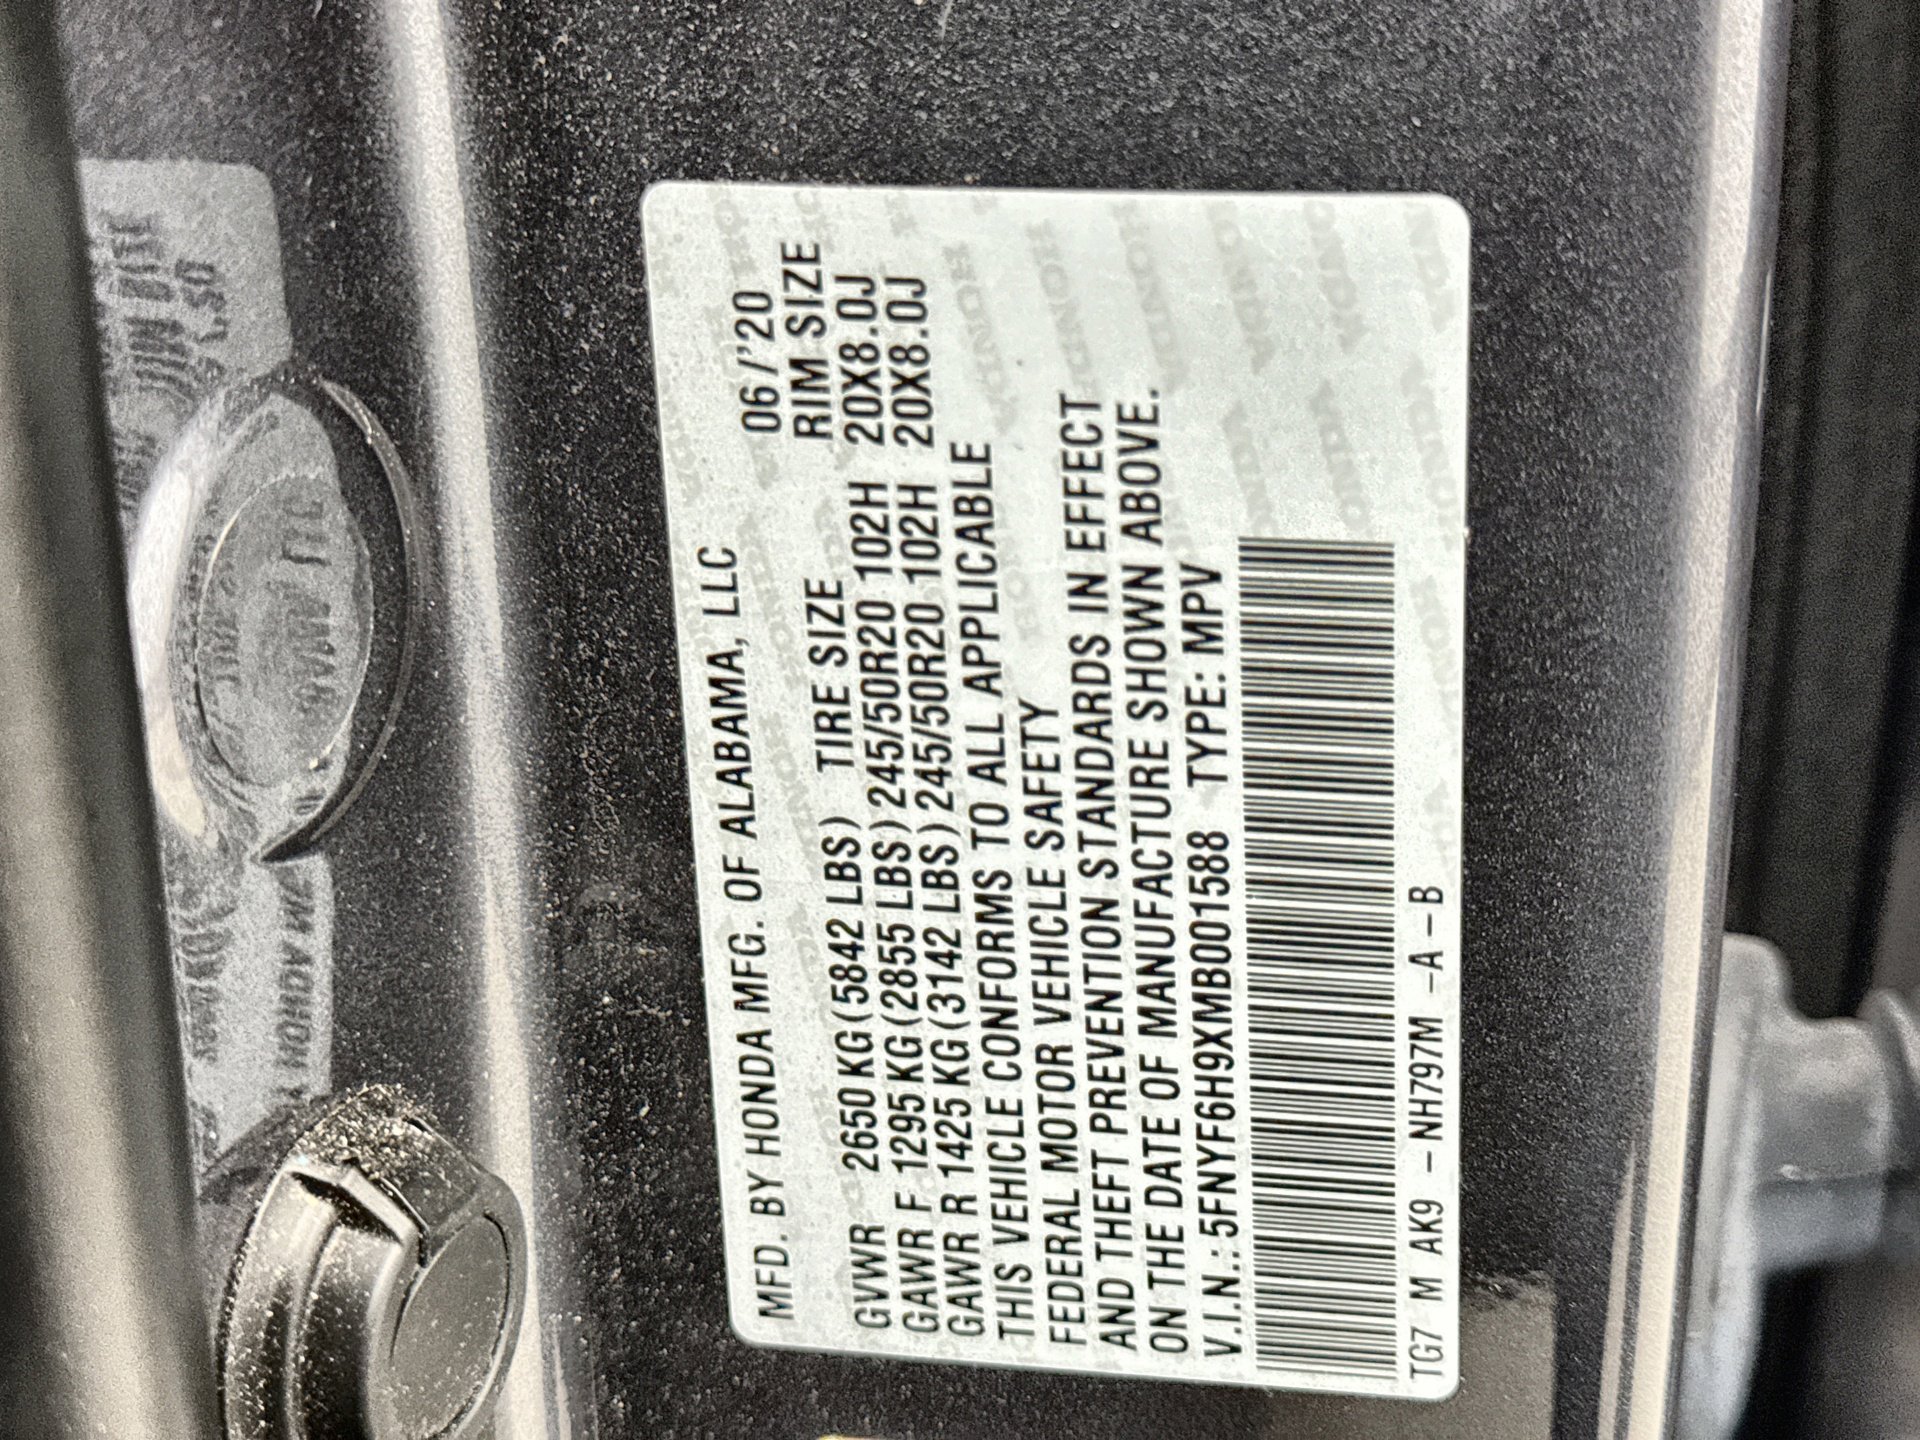 MFD. BY HONDA MFG. OF ALABAMA, LLC 06/'20
GVWR 2650 KG (5842 LBS) TIRE SIZE RIM SIZE
GAWR F 1295 KG (2855 LBS) 245/50R20 102H 20X8.0J
GAWR R 1425 KG (3142 LBS) 245/50R20 102H 20X8.0J
THIS VEHICLE CONFORMS TO ALL APPLICABLE
FEDERAL MOTOR VEHICLE SAFETY
AND THEFT PREVENTION STANDARDS IN EFFECT
ON THE DATE OF MANUFACTURE SHOWN ABOVE.
V.I.N.: 5FNYF6H9XMB001588 TYPE: MPV
TG7 M AK9 - NH797M - A - B